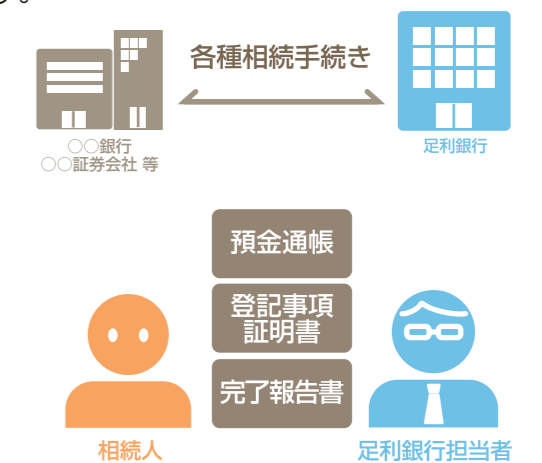 る。
各種相続手続き
○○銀行
○○証券会社 等
足利銀行
預金通帳
登記事項
証明書
完了報告書
相続人
足利銀行担当者